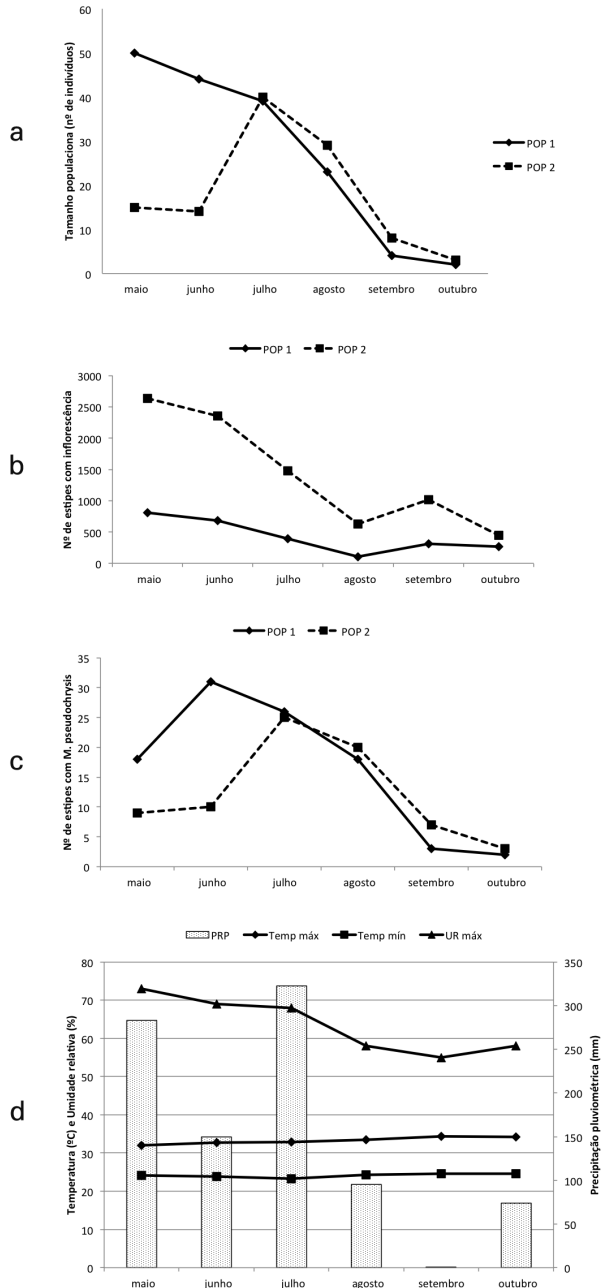 a
Tamanho populaciona (nº de indivíduos)
60
50
40
30
20
10
0
maio junho julho agosto setembro outubro
POP 1
POP 2
b
POP 1 POP 2
Nº de estipes com inflorescência
3000
2500
2000
1500
1000
500
0
maio junho julho agosto setembro outubro
c
POP 1 POP 2
Nº de estipes com M. pseudochrysis
35
30
25
20
15
10
5
0
maio junho julho agosto setembro outubro
d
PRP Temp máx Temp mín UR máx
Temperatura (ºC) e Umidade relativa (%)
80
70
60
50
40
30
20
10
0
350
300
250
200
150
100
50
0
Precipitação pluviométrica (mm)
maio junho julho agosto setembro outubro